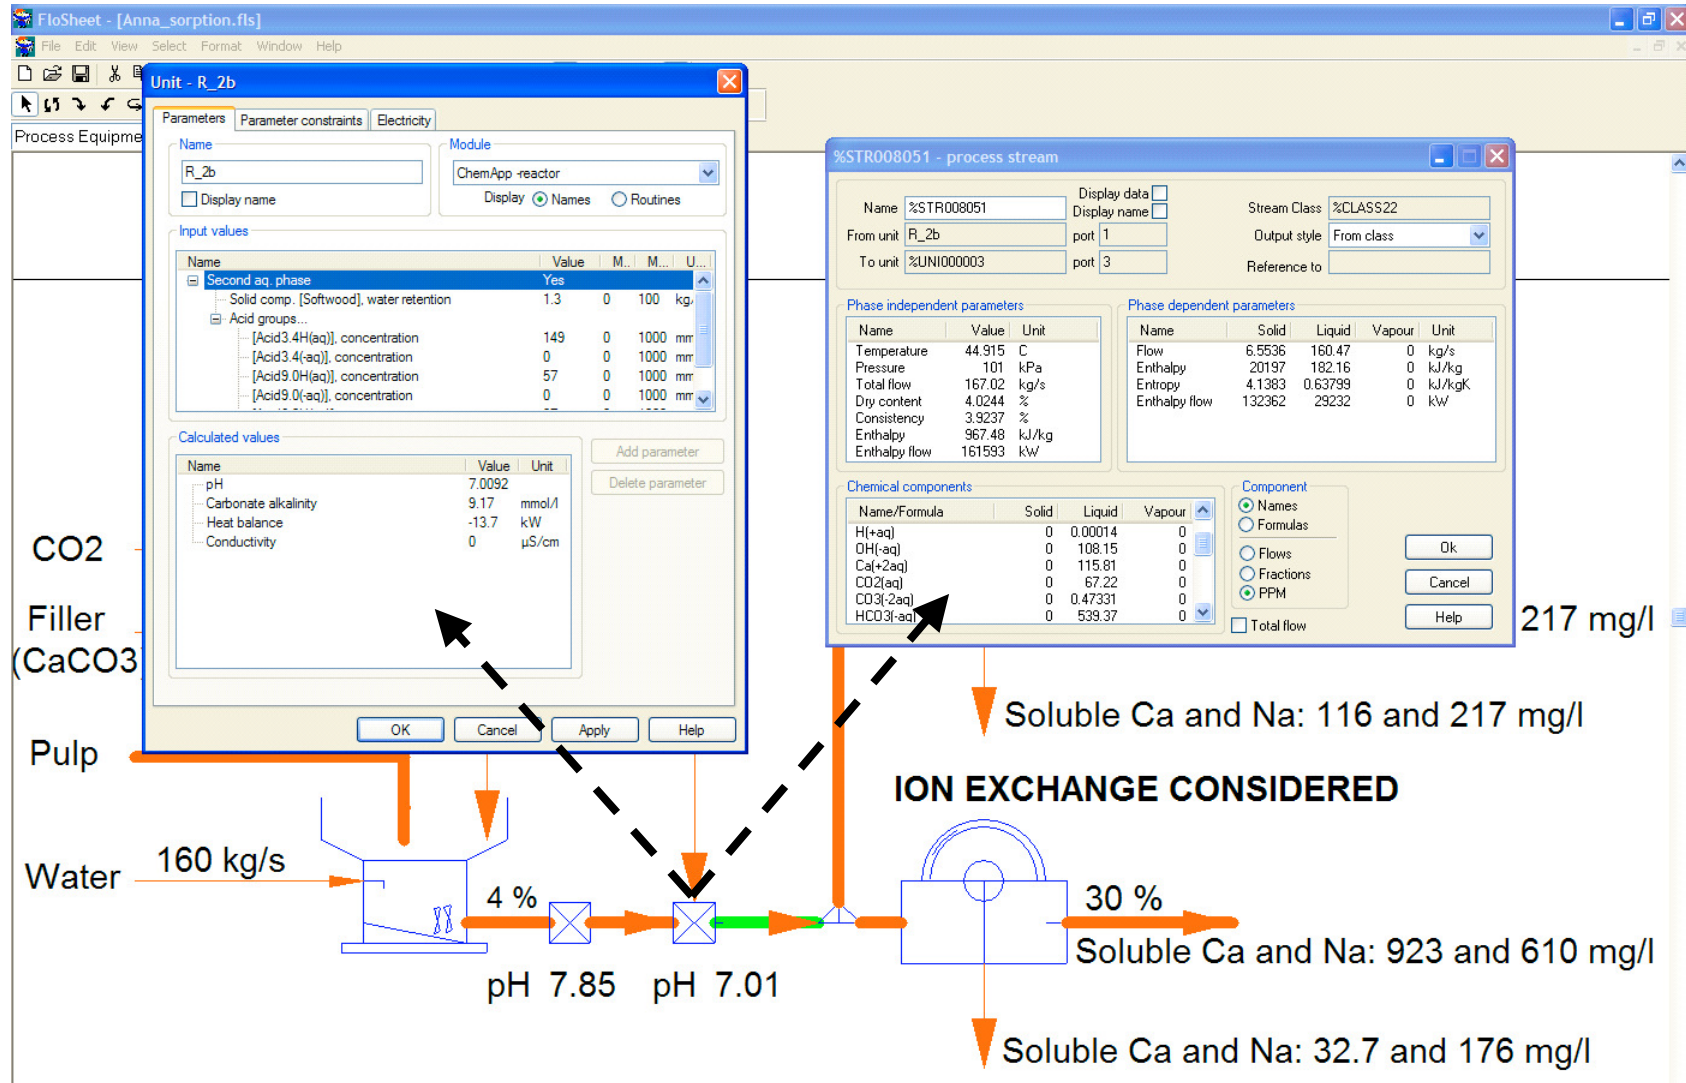 FloSheet - [Anna_sorption.fls]
File Edit View Select Format Window Help
Process Equipme
Unit - R_2b
Parameters Parameter constraints Electricity
Name
R_2b
Display name
Module
ChemApp -reactor
Display Names Routines
Input values
Name Value M.. M... U...
Second aq. phase Yes
Solid comp. [Softwood], water retention 1.3 0 100 kg/
Acid groups...
[Acid3.4H(aq)], concentration 149 0 1000 mm
[Acid3.4(-aq)], concentration 0 0 1000 mm
[Acid9.0H(aq)], concentration 57 0 1000 mm
[Acid9.0(-aq)], concentration 0 0 1000 mm
Calculated values
Name Value Unit
pH 7.0092
Carbonate alkalinity 9.17 mmol/l
Heat balance -13.7 kW
Conductivity 0 µS/cm
Add parameter
Delete parameter
OK Cancel Apply Help
%STR008051 - process stream
Name %STR008051
Display data
Display name
From unit R_2b port 1
To unit %UNI000003 port 3
Stream Class %CLASS22
Output style From class
Reference to
Phase independent parameters
Name Value Unit
Temperature 44.915 C
Pressure 101 kPa
Total flow 167.02 kg/s
Dry content 4.0244 %
Consistency 3.9237 %
Enthalpy 967.48 kJ/kg
Enthalpy flow 161593 kW
Phase dependent parameters
Name Solid Liquid Vapour Unit
Flow 6.5536 160.47 0 kg/s
Enthalpy 20197 182.16 0 kJ/kg
Entropy 4.1383 0.63799 0 kJ/kgK
Enthalpy flow 132362 29232 0 kW
Chemical components
Name/Formula Solid Liquid Vapour
H(+aq) 0 0.00014 0
OH(-aq) 0 108.15 0
Ca(+2aq) 0 115.81 0
CO2(aq) 0 67.22 0
CO3(-2aq) 0 0.47331 0
HCO3(-aq) 0 539.37 0
Component
Names
Formulas
Flows
Fractions
PPM
Total flow
Ok
Cancel
Help
CO2
Filler
(CaCO3)
217 mg/l
Soluble Ca and Na: 116 and 217 mg/l
Pulp
ION EXCHANGE CONSIDERED
Water
160 kg/s
4 %
30 %
Soluble Ca and Na: 923 and 610 mg/l
pH 7.85
pH 7.01
Soluble Ca and Na: 32.7 and 176 mg/l